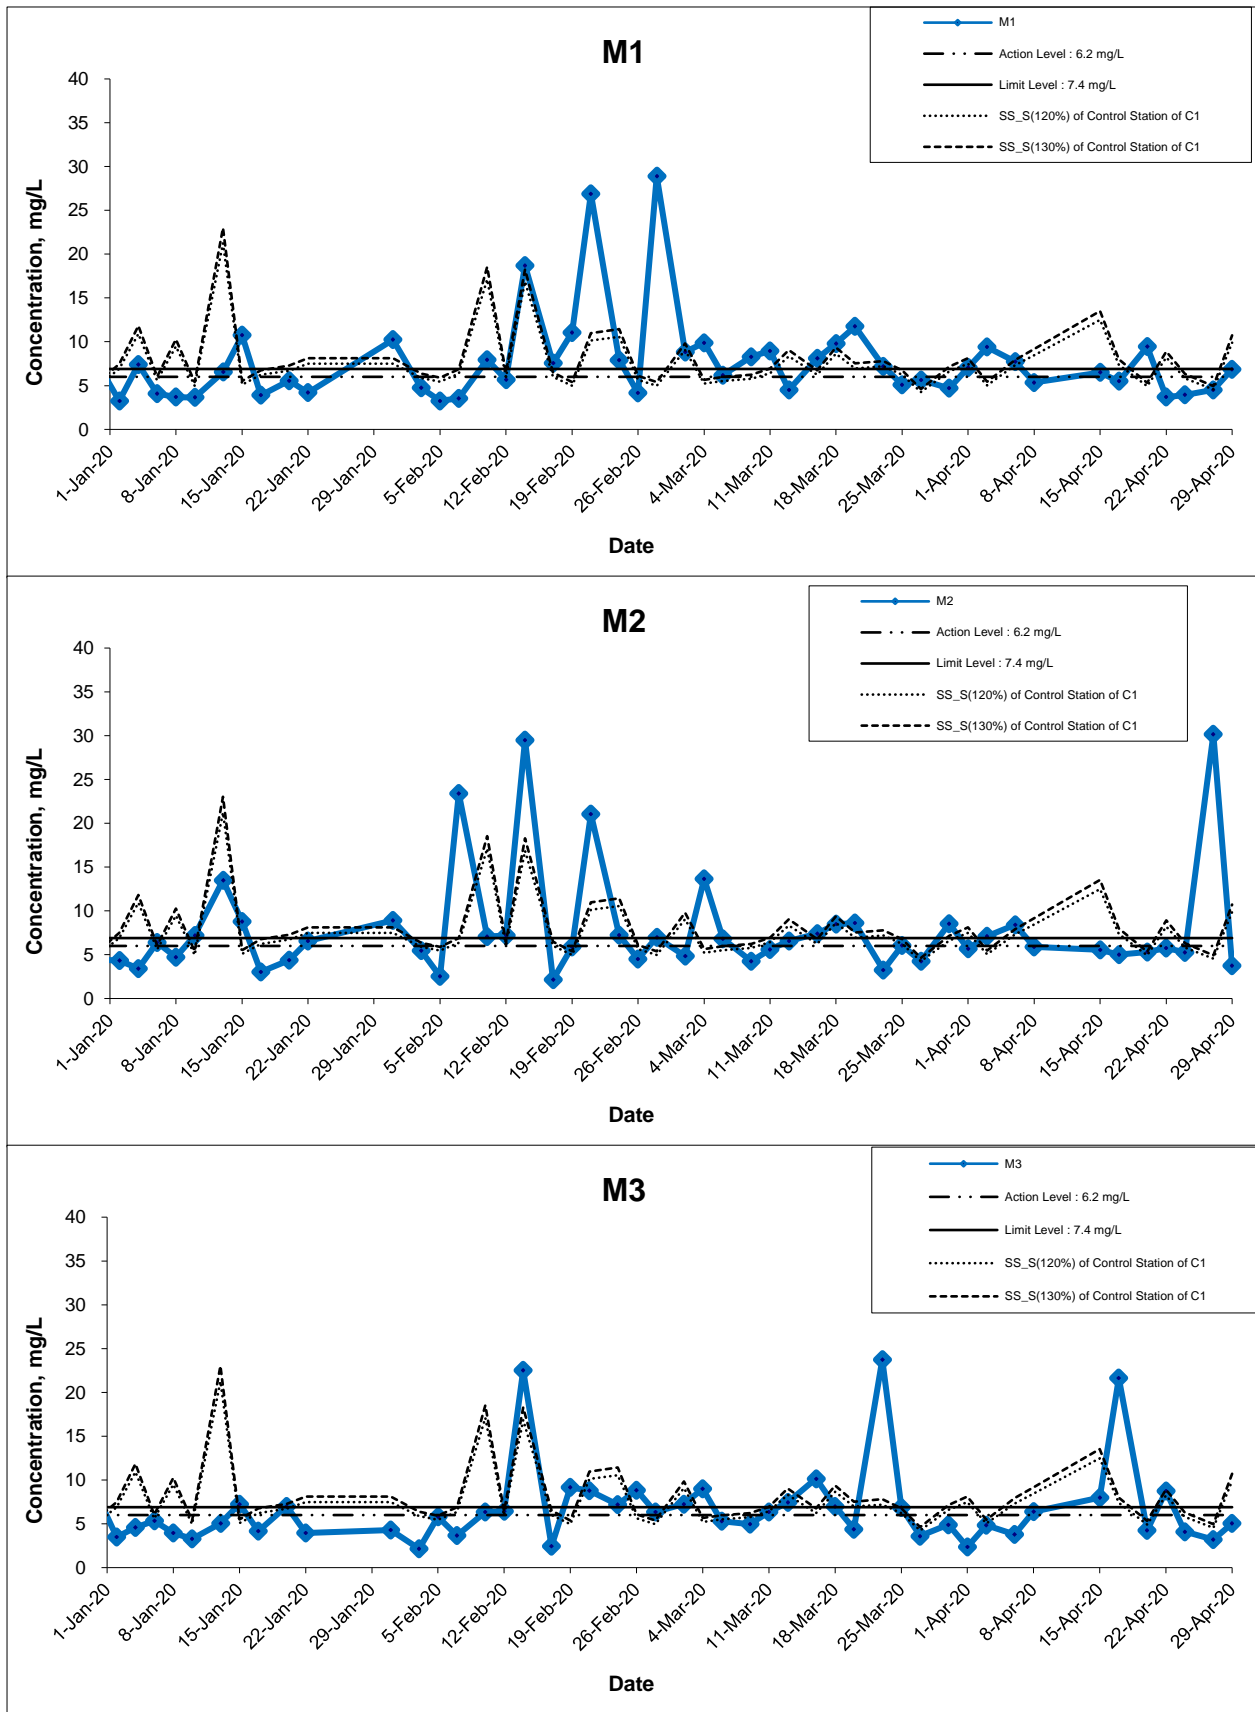 M1
M1
Action Level : 6.2 mg/L
Limit Level : 7.4 mg/L
SS_S(120%) of Control Station of C1
SS_S(130%) of Control Station of C1
Concentration, mg/L
40
35
30
25
20
15
10
5
0
1-Jan-20
8-Jan-20
15-Jan-20
22-Jan-20
29-Jan-20
5-Feb-20
12-Feb-20
19-Feb-20
26-Feb-20
4-Mar-20
11-Mar-20
18-Mar-20
25-Mar-20
1-Apr-20
8-Apr-20
15-Apr-20
22-Apr-20
29-Apr-20
Date
M2
M2
Action Level : 6.2 mg/L
Limit Level : 7.4 mg/L
SS_S(120%) of Control Station of C1
SS_S(130%) of Control Station of C1
Concentration, mg/L
40
35
30
25
20
15
10
5
0
1-Jan-20
8-Jan-20
15-Jan-20
22-Jan-20
29-Jan-20
5-Feb-20
12-Feb-20
19-Feb-20
26-Feb-20
4-Mar-20
11-Mar-20
18-Mar-20
25-Mar-20
1-Apr-20
8-Apr-20
15-Apr-20
22-Apr-20
29-Apr-20
Date
M3
M3
Action Level : 6.2 mg/L
Limit Level : 7.4 mg/L
SS_S(120%) of Control Station of C1
SS_S(130%) of Control Station of C1
Concentration, mg/L
40
35
30
25
20
15
10
5
0
1-Jan-20
8-Jan-20
15-Jan-20
22-Jan-20
29-Jan-20
5-Feb-20
12-Feb-20
19-Feb-20
26-Feb-20
4-Mar-20
11-Mar-20
18-Mar-20
25-Mar-20
1-Apr-20
8-Apr-20
15-Apr-20
22-Apr-20
29-Apr-20
Date